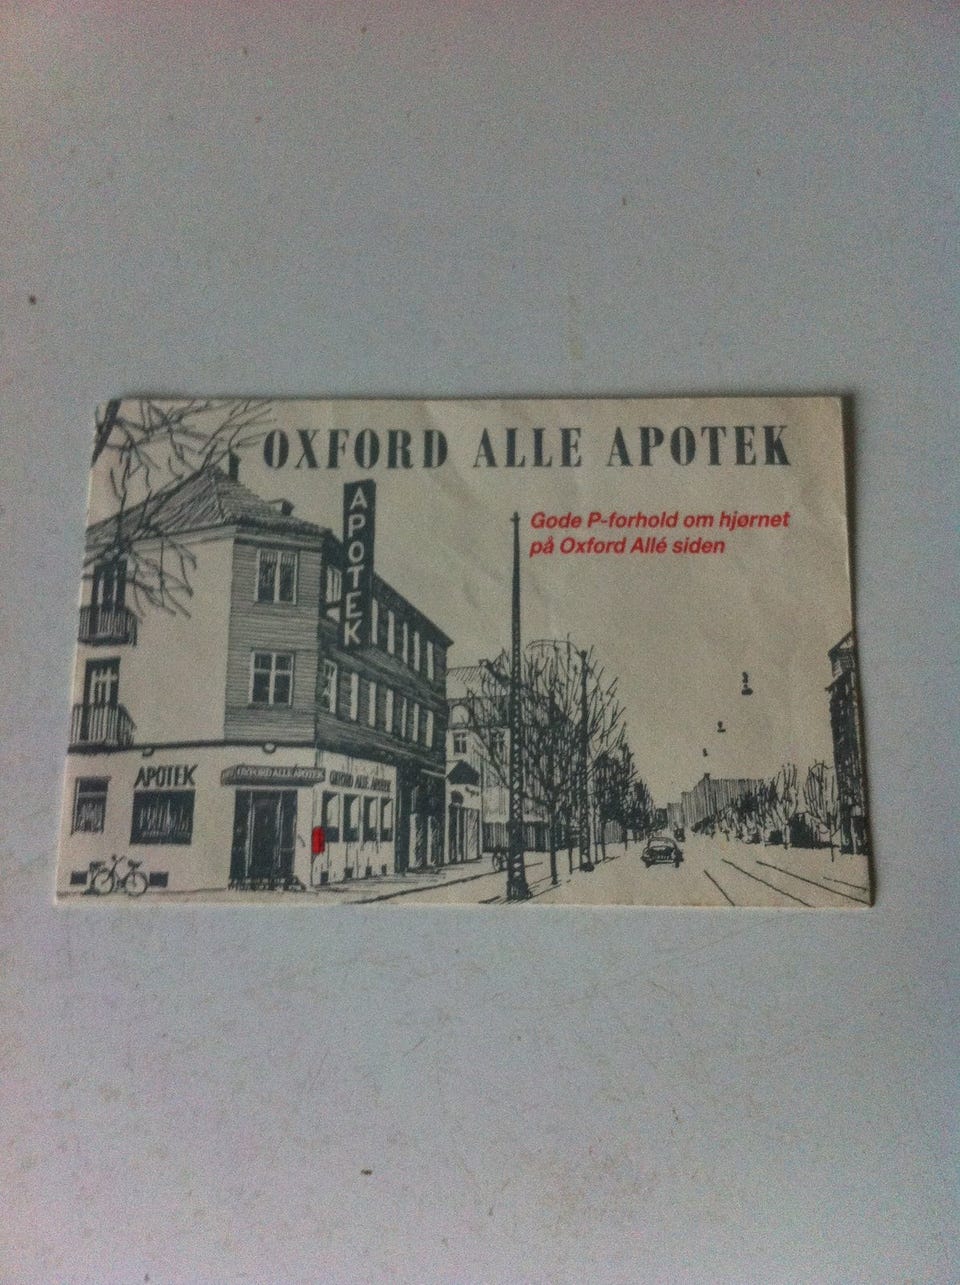 OXFORD ALLE APOTEK
Gode P-forhold om hjørnet
på Oxford Allé siden
APOTEK
APOTEK
OXFORD ALLE APOTEK
OXFORD ALLE APOTEK